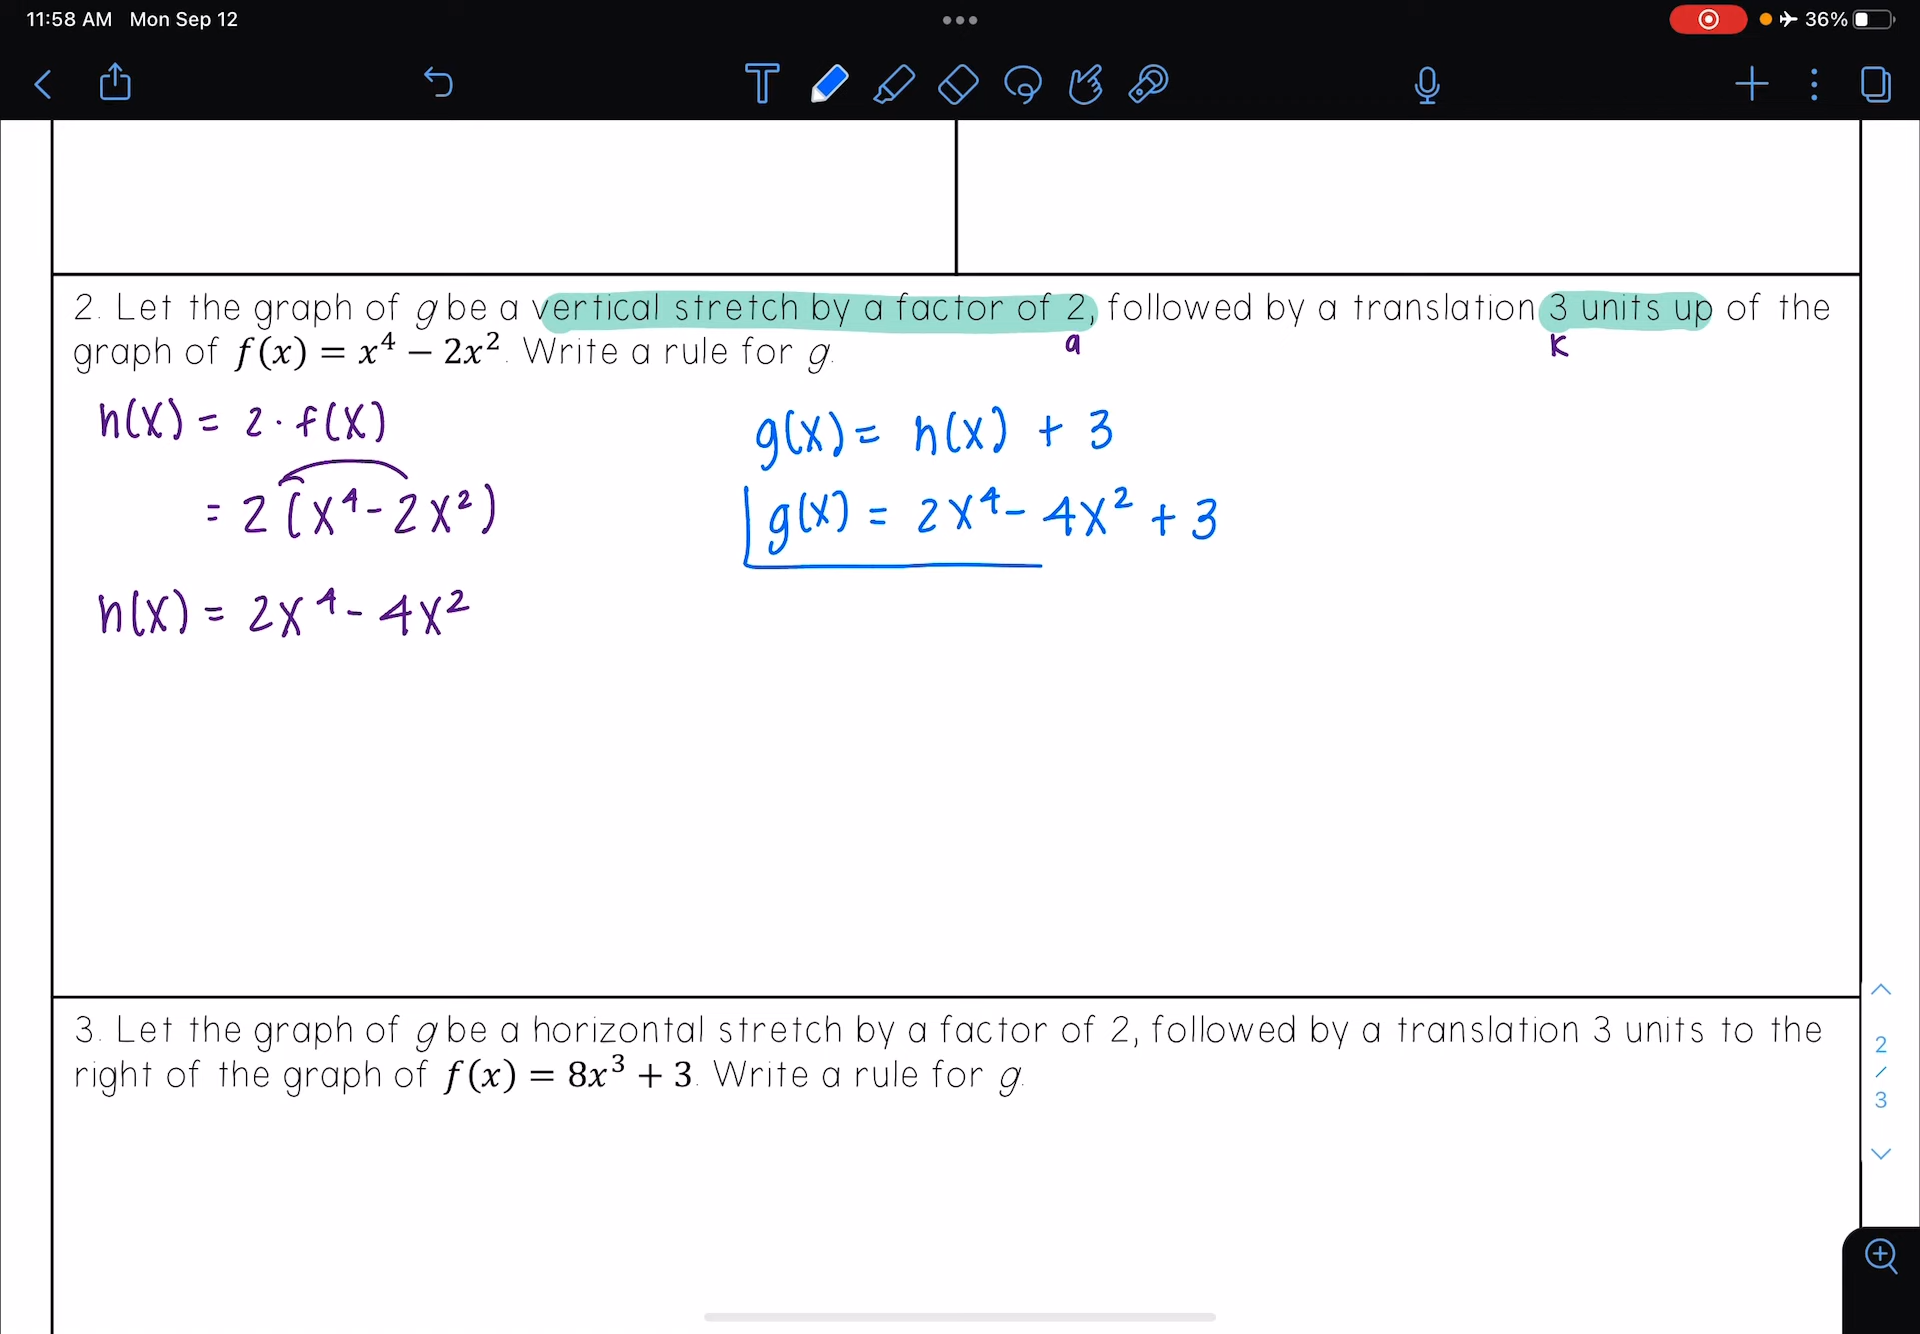 11:58 AM Mon Sep 12
36%
T
2. Let the graph of g be a vertical stretch by a factor of 2, followed by a translation 3 units up of the
graph of f(x) = x⁴ − 2x². Write a rule for g.
a
k
h(x) = 2 · f(x)
= 2(x⁴ - 2x²)
h(x) = 2x⁴ - 4x²
g(x) = h(x) + 3
g(x) = 2x⁴ - 4x² + 3
3. Let the graph of g be a horizontal stretch by a factor of 2, followed by a translation 3 units to the
right of the graph of f(x) = 8x³ + 3. Write a rule for g.
2
/
3